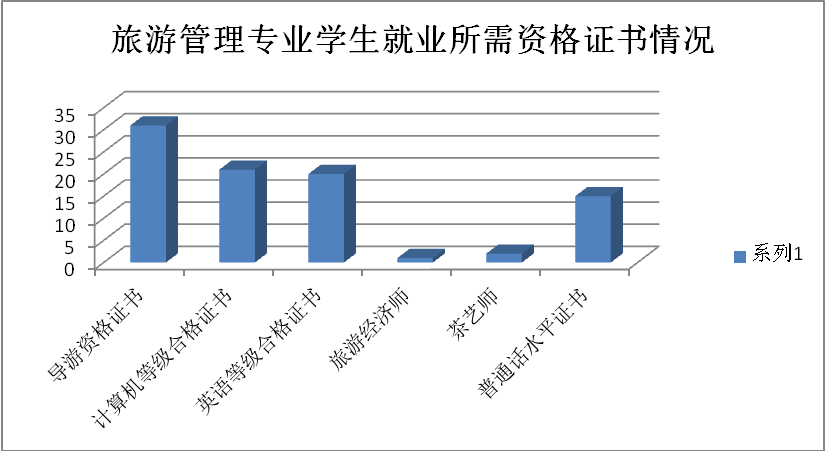 旅游管理专业学生就业所需资格证书情况
35
30
25
20
15
10
5
0
导游资格证书
计算机等级合格证书
英语等级合格证书
旅游经济师
茶艺师
普通话水平证书
系列1